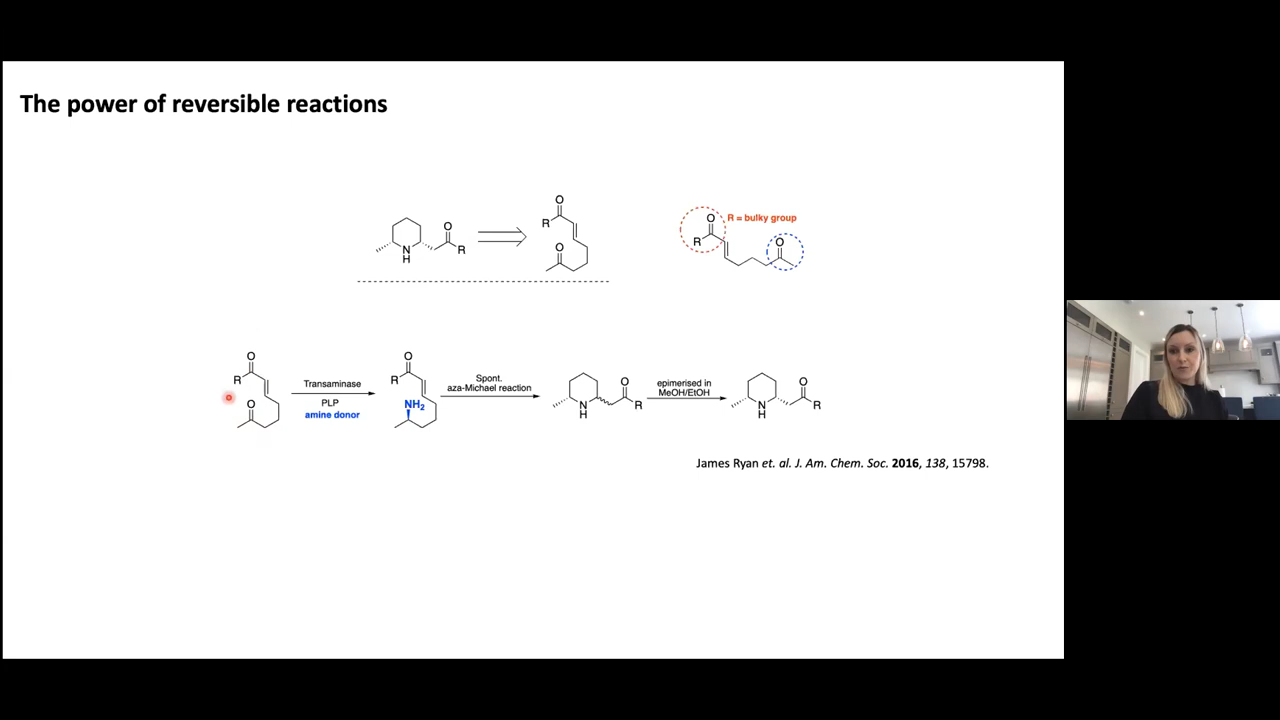 The power of reversible reactions
O
R
O
N
H
O
R
O
R = bulky group
R
O
O
R
O
Transaminase
PLP
amine donor
O
R
NH2
Spont.
aza-Michael reaction
N
H
O
R
epimerised in
MeOH/EtOH
N
H
O
R
James Ryan et. al. J. Am. Chem. Soc. 2016, 138, 15798.